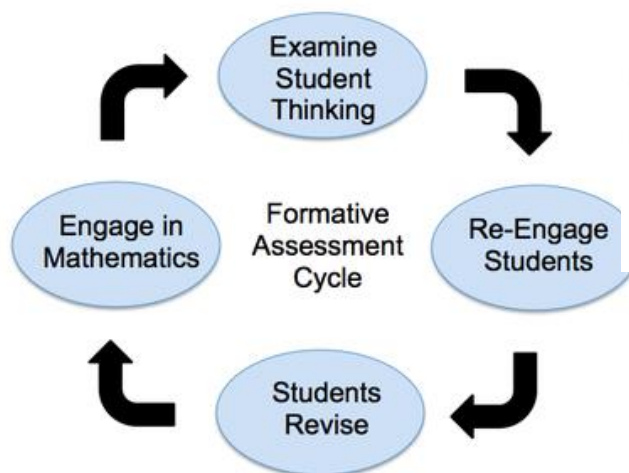 Examine
Student
Thinking
Engage in
Mathematics
Formative
Assessment
Cycle
Re-Engage
Students
Students
Revise